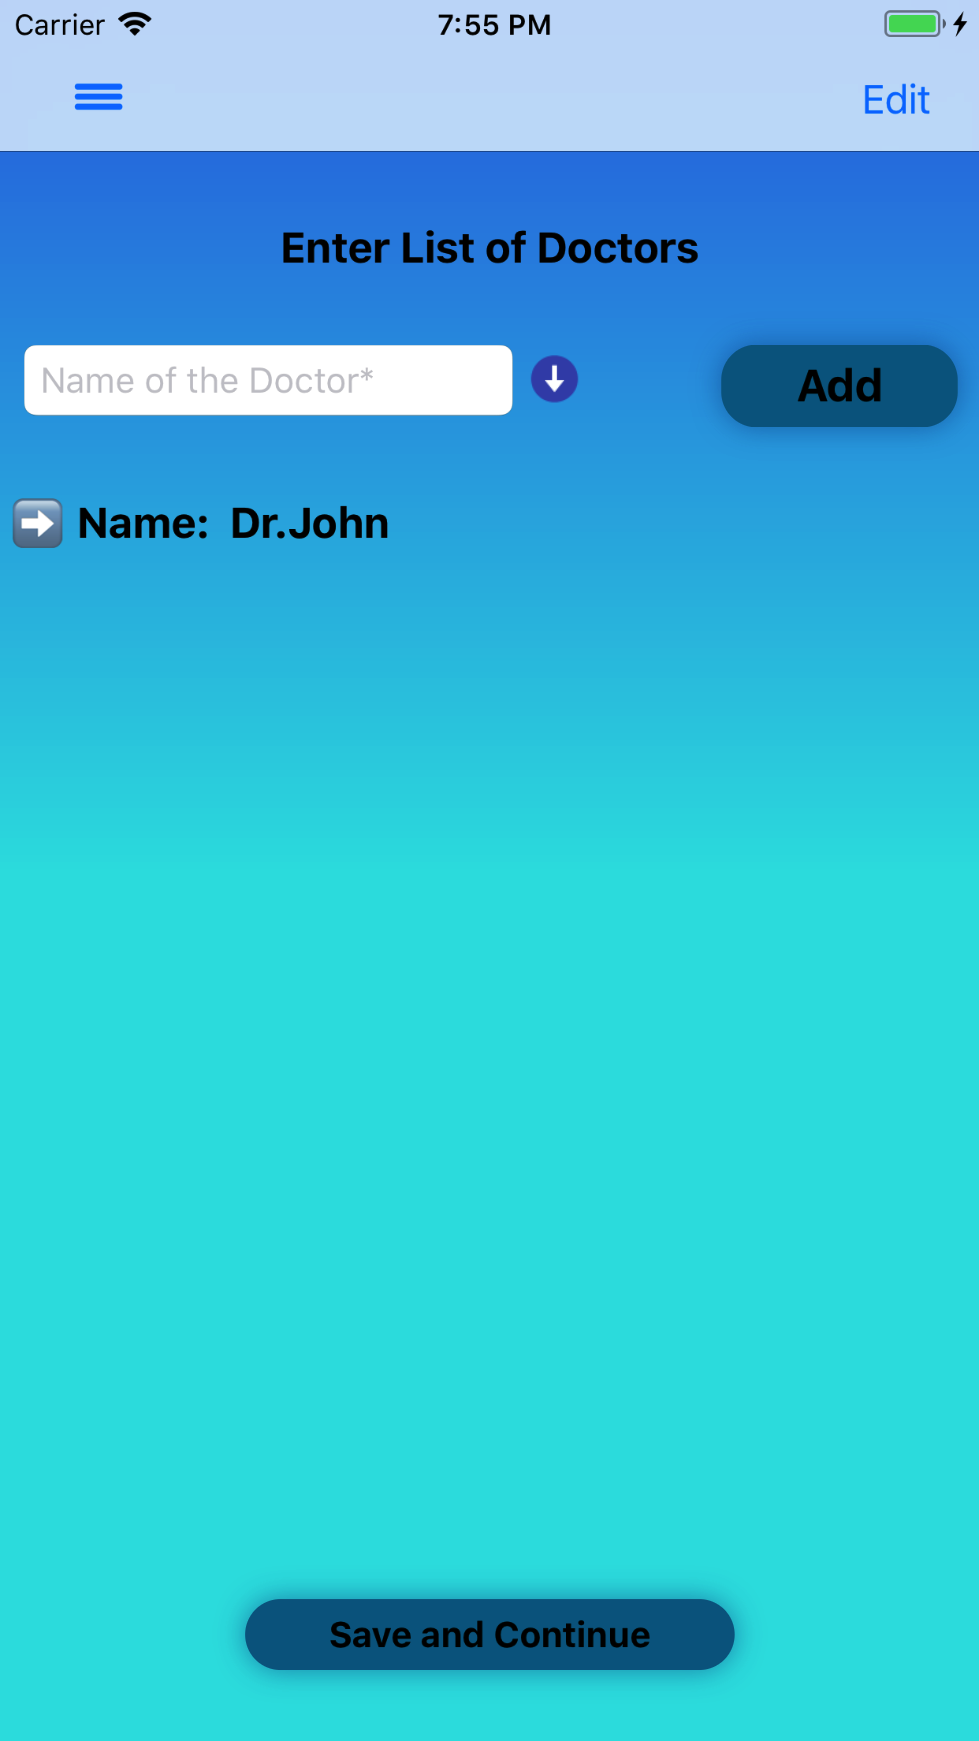 Carrier 7:55 PM
Edit
Enter List of Doctors
Name of the Doctor*
Add
Name: Dr.John
Save and Continue